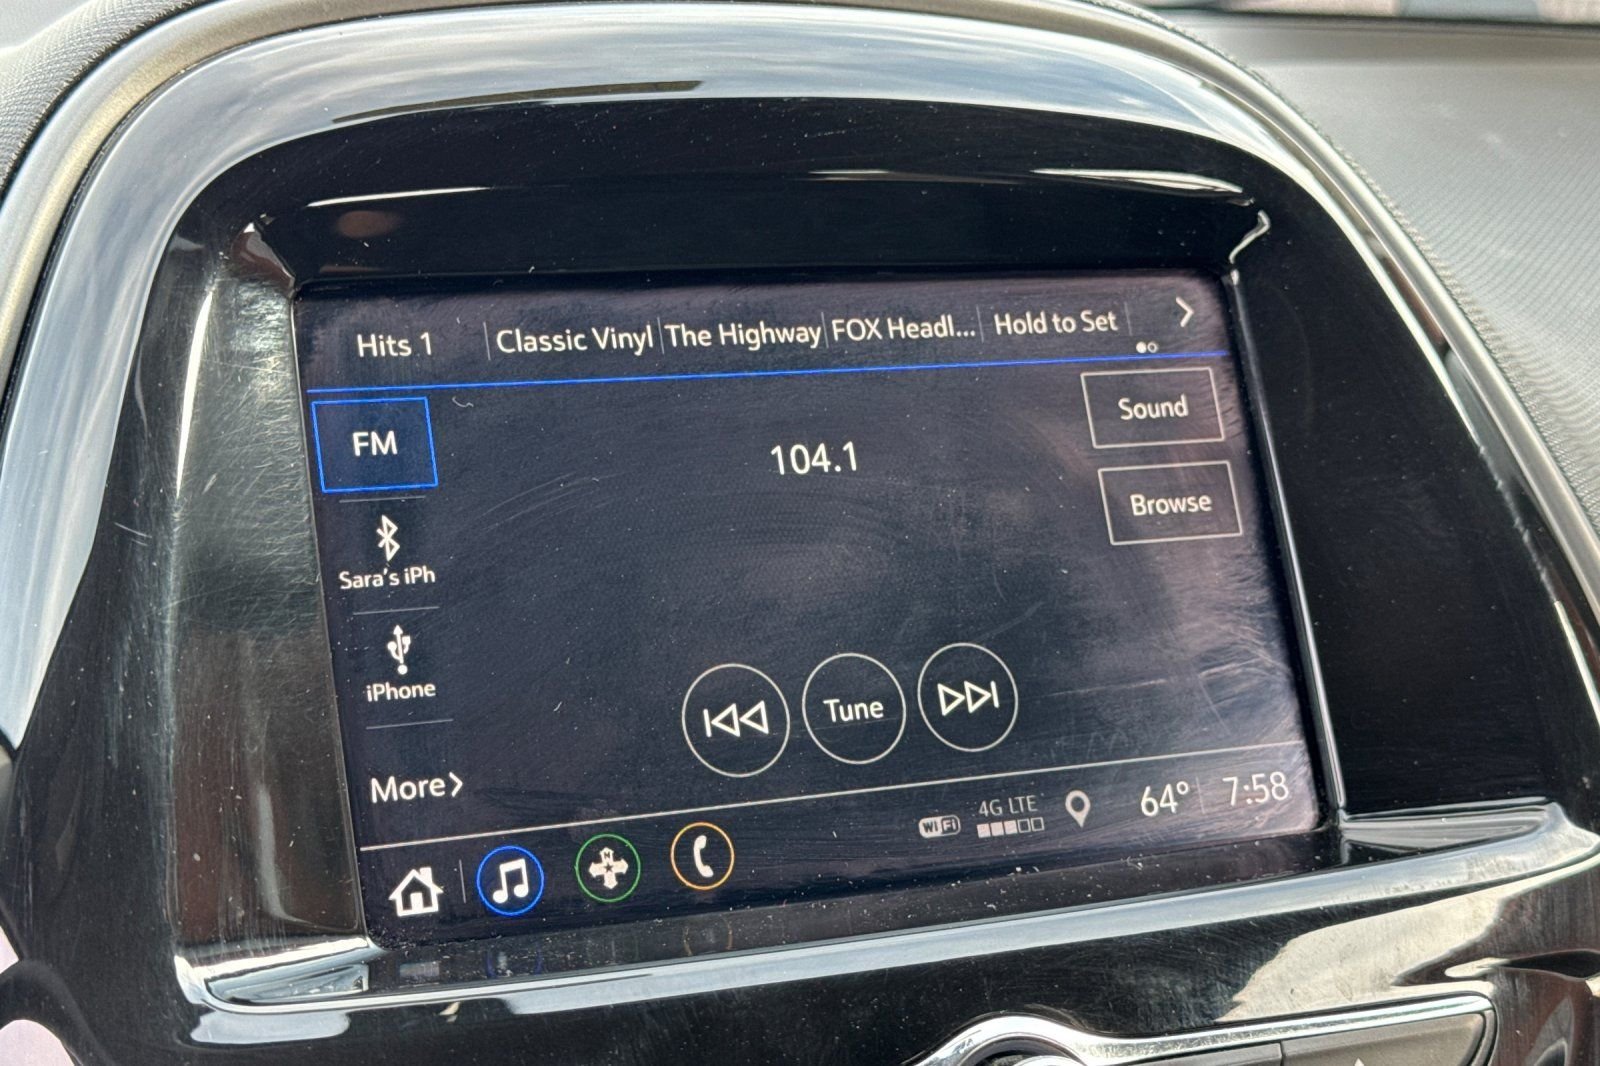 Hits 1
Classic Vinyl
The Highway
FOX Headl...
Hold to Set
FM
104.1
Sound
Browse
Sara's iPh
iPhone
Tune
More
WiFi
4G LTE
64°
7:58